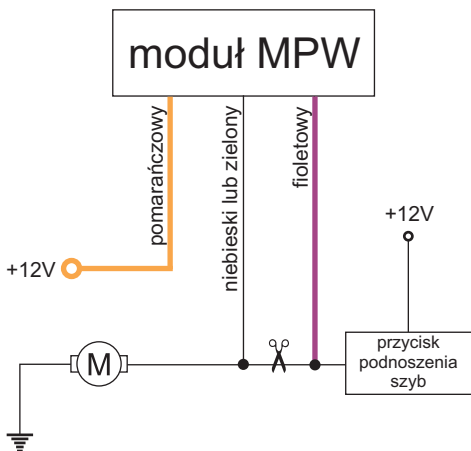 moduł MPW
pomarańczowy
niebieski lub zielony
fioletowy
+12V
+12V
M
przycisk
podnoszenia
szyb